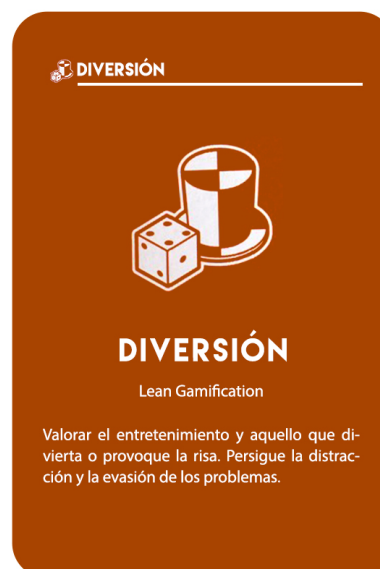 DIVERSIÓN
DIVERSIÓN
Lean Gamification
Valorar el entretenimiento y aquello que di-
vierta o provoque la risa. Persigue la distrac-
ción y la evasión de los problemas.